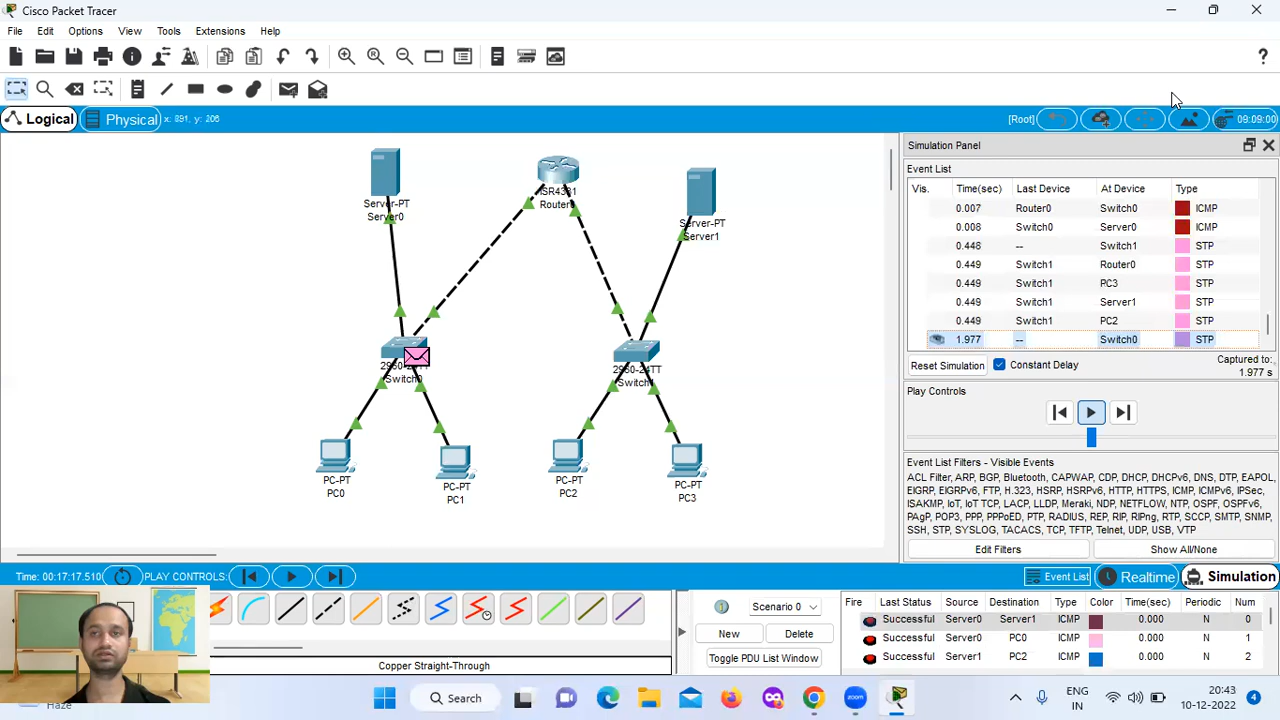 Cisco Packet Tracer
File Edit Options View Tools Extensions Help
Logical Physical x: 891, y: 206 [Root] 09:09:00
Server-PT
Server0
ISR4331
Router0
Server-PT
Server1
Switch0
2960-24TT
PC-PT
PC0
PC-PT
PC1
PC-PT
PC2
PC-PT
PC3
Simulation Panel
Event List
Vis. Time(sec) Last Device At Device Type
0.007 Router0 Switch0 ICMP
0.008 Switch0 Server0 ICMP
0.448 -- Switch1 STP
0.449 Switch1 Router0 STP
0.449 Switch1 PC3 STP
0.449 Switch1 Server1 STP
0.449 Switch1 PC2 STP
1.977 -- Switch0 STP
Reset Simulation Constant Delay Captured to:
1.977 s
Play Controls
Event List Filters - Visible Events
ACL Filter, ARP, BGP, Bluetooth, CAPWAP, CDP, DHCP, DHCPv6, DNS, DTP, EAPOL,
EIGRP, EIGRPv6, FTP, H.323, HSRP, HSRPv6, HTTP, HTTPS, ICMP, ICMPv6, IPSec,
ISAKMP, IoT, IoT TCP, LACP, LLDP, Meraki, NDP, NETFLOW, NTP, OSPF, OSPFv6,
PAgP, POP3, PPP, PPPoED, PTP, RADIUS, REP, RIP, RIPng, RTP, SCCP, SMTP, SNMP,
SSH, STP, SYSLOG, TACACS, TCP, TFTP, Telnet, UDP, USB, VTP
Edit Filters Show All/None
Time: 00:17:17.510 PLAY CONTROLS: Event List Realtime Simulation
Copper Straight-Through
Scenario 0
New Delete
Toggle PDU List Window
Fire Last Status Source Destination Type Color Time(sec) Periodic Num
Successful Server0 Server1 ICMP 0.000 N 0
Successful Server0 PC0 ICMP 0.000 N 1
Successful Server1 PC2 ICMP 0.000 N 2
Haze
Search
ENG
IN
20:43
10-12-2022
4